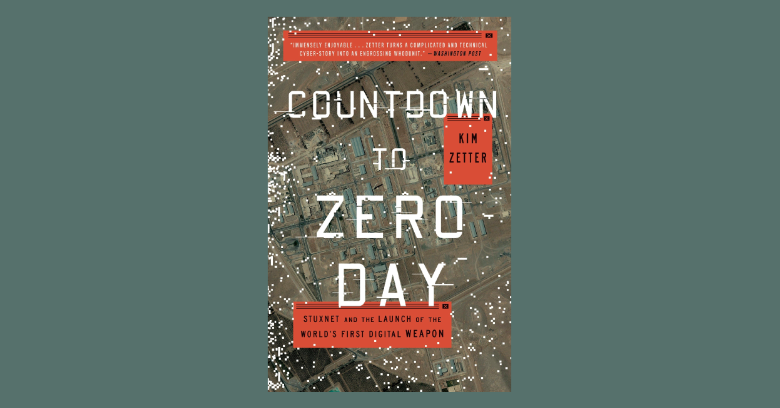 "IMMENSELY ENJOYABLE . . . ZETTER TURNS A COMPLICATED AND TECHNICAL
CYBER-STORY INTO AN ENGROSSING WHODUNIT." —WASHINGTON POST
COUNTDOWN
KIM
ZETTER
TO
ZERO
DAY
STUXNET AND THE LAUNCH OF THE
WORLD'S FIRST DIGITAL WEAPON